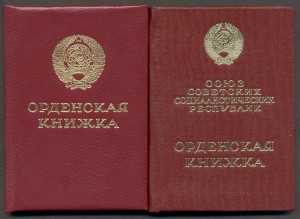 ОРДЕНСКАЯ
КНИЖКА
СОЮЗ
СОВЕТСКИХ
СОЦИАЛИСТИЧЕСКИХ
РЕСПУБЛИК
ОРДЕНСКАЯ
КНИЖКА